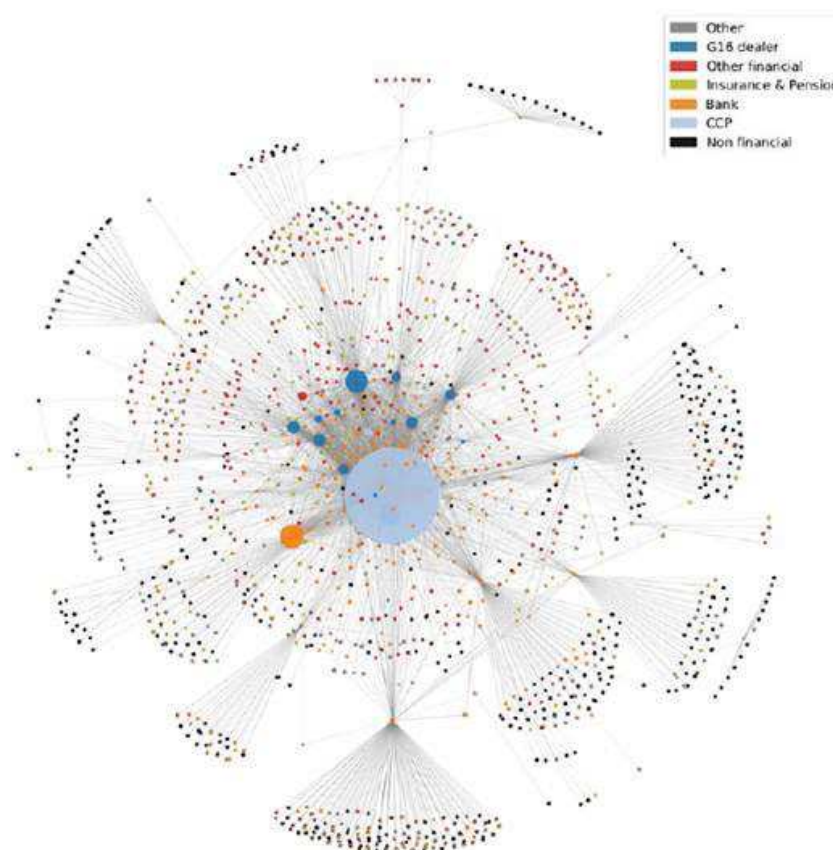 Other
G16 dealer
Other financial
Insurance & Pension
Bank
CCP
Non financial